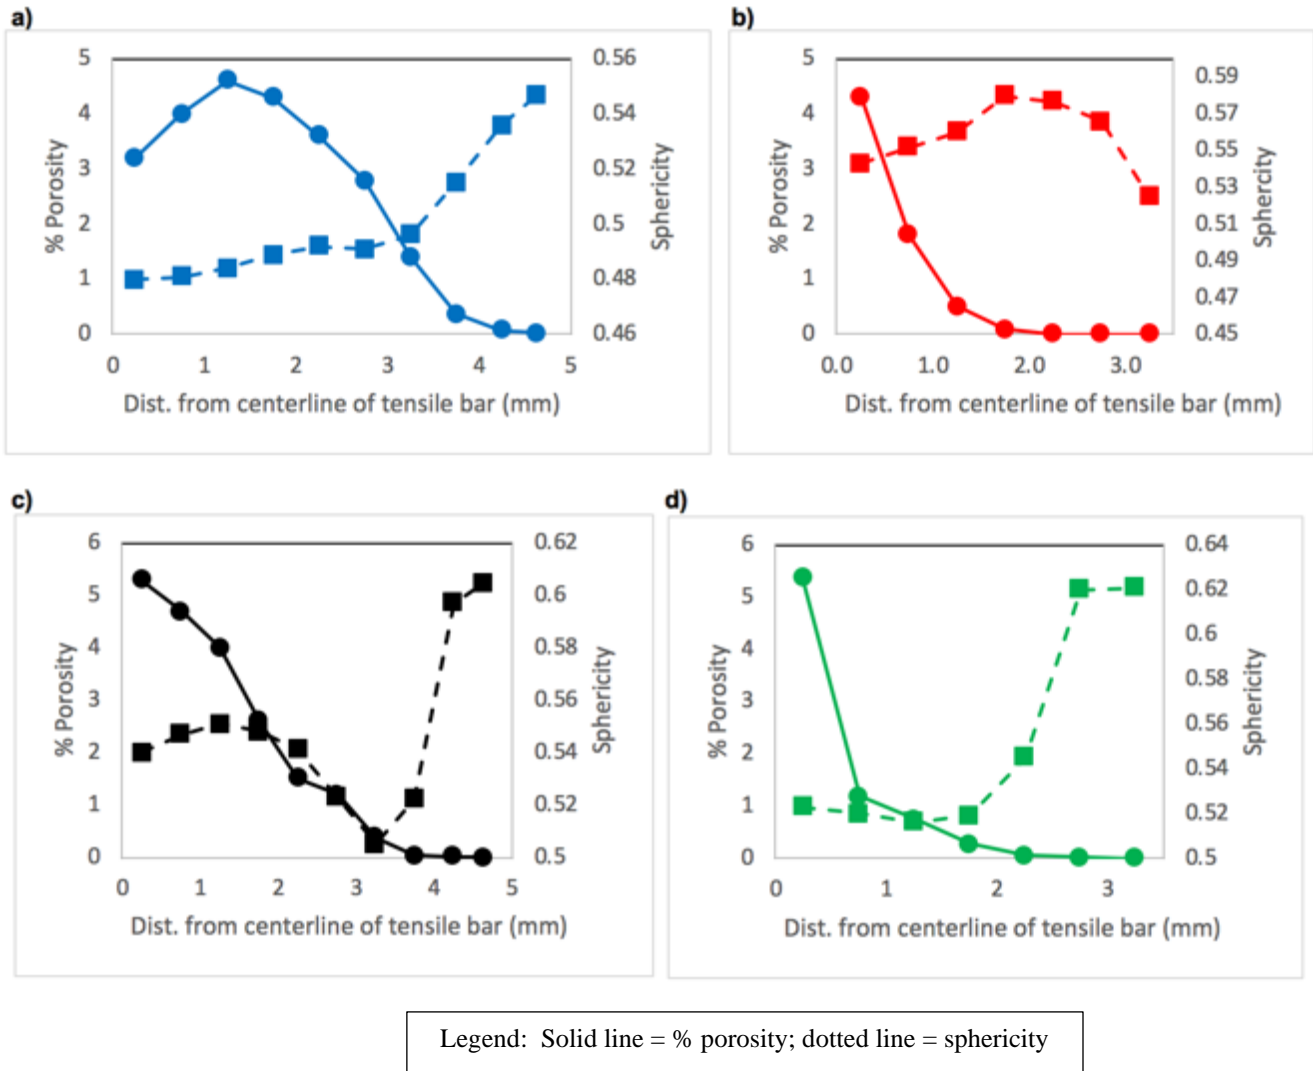 a)
5
4
3
2
1
0
% Porosity
0.56
0.54
0.52
0.5
0.48
0.46
Sphericity
0 1 2 3 4 5
Dist. from centerline of tensile bar (mm)
b)
5
4
3
2
1
0
% Porosity
0.59
0.57
0.55
0.53
0.51
0.49
0.47
0.45
Sphercity
0.0 1.0 2.0 3.0
Dist. from centerline of tensile bar (mm)
c)
6
5
4
3
2
1
0
% Porosity
0.62
0.6
0.58
0.56
0.54
0.52
0.5
Sphericity
0 1 2 3 4 5
Dist. from centerline of tensile bar (mm)
d)
6
5
4
3
2
1
0
% Porosity
0.64
0.62
0.6
0.58
0.56
0.54
0.52
0.5
Sphericity
0 1 2 3
Dist. from centerline of tensile bar (mm)
Legend: Solid line = % porosity; dotted line = sphericity